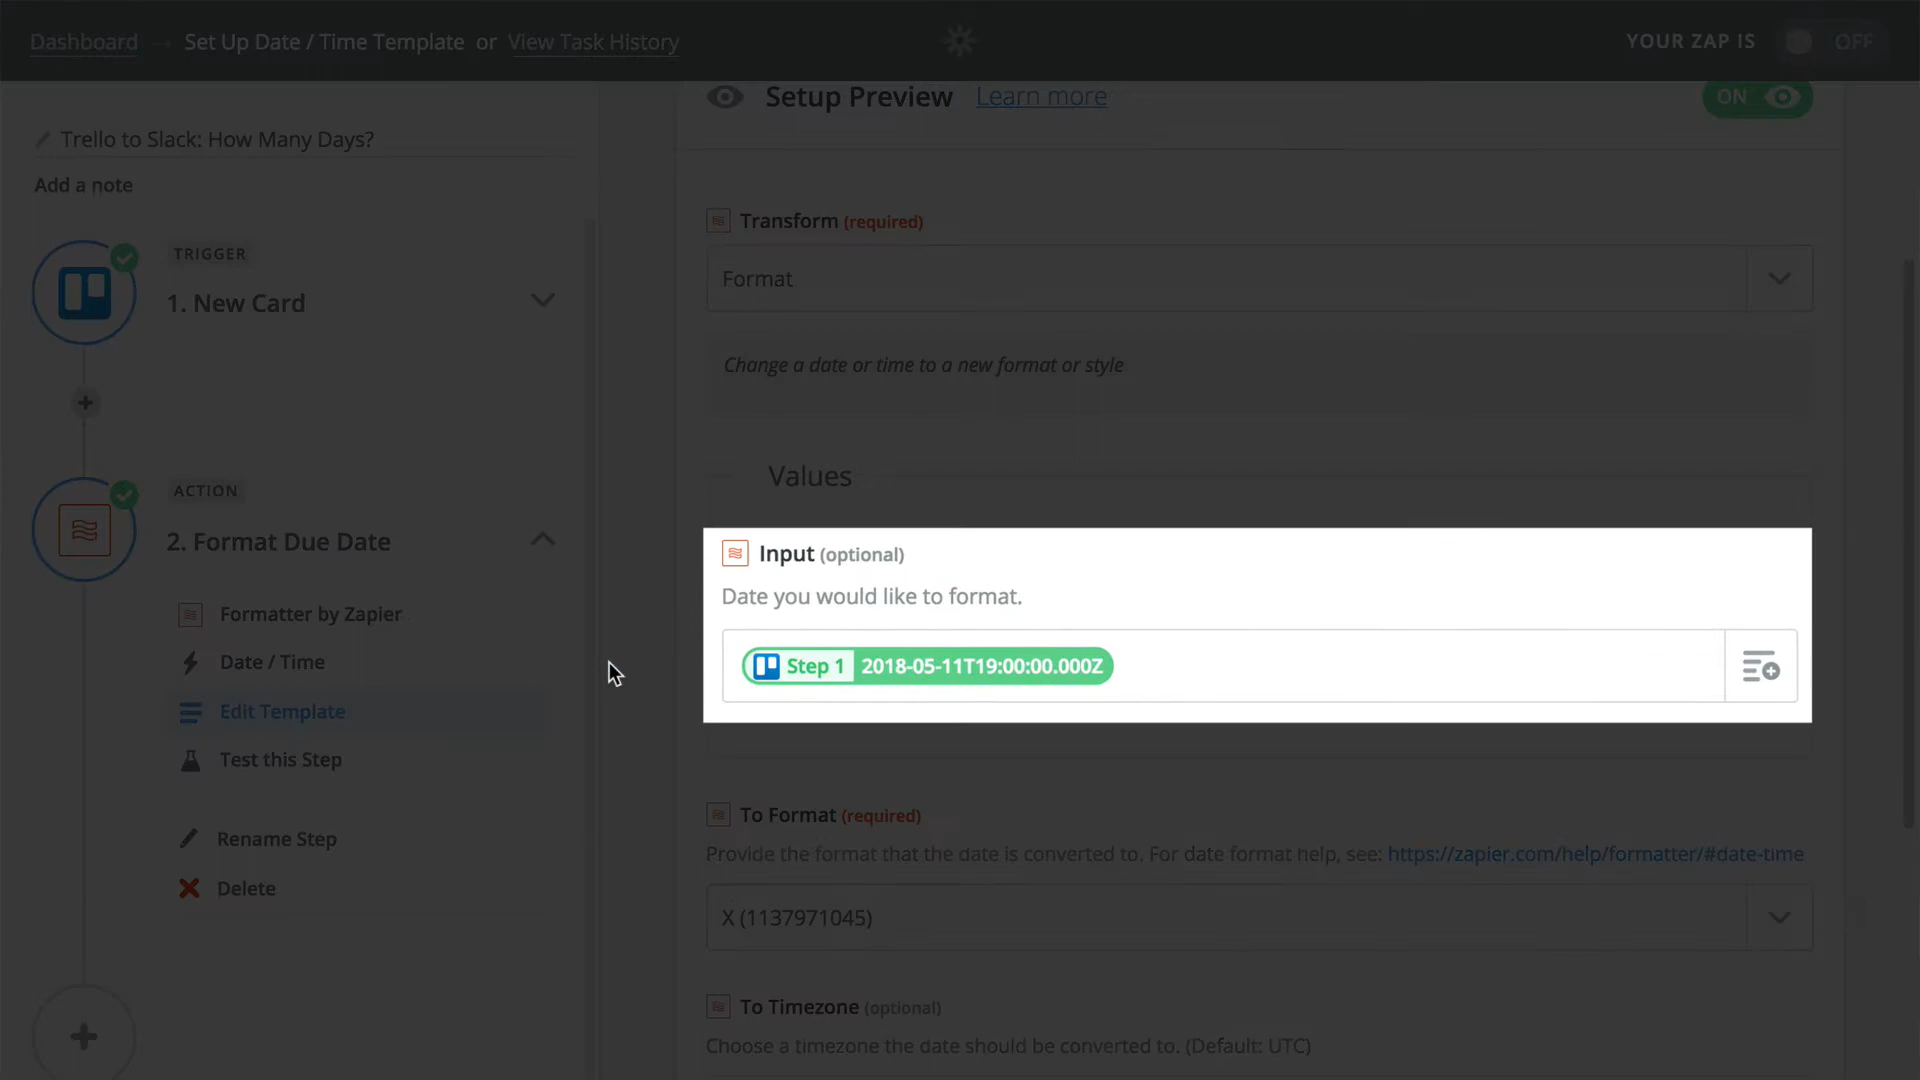 Dashboard → Set Up Date / Time Template or View Task History
YOUR ZAP IS OFF
Setup Preview Learn more
ON
Trello to Slack: How Many Days?
Add a note
TRIGGER
1. New Card
ACTION
2. Format Due Date
Formatter by Zapier
Date / Time
Edit Template
Test this Step
Rename Step
Delete
Transform (required)
Format
Change a date or time to a new format or style
Values
Input (optional)
Date you would like to format.
Step 1 2018-05-11T19:00:00.000Z
To Format (required)
Provide the format that the date is converted to. For date format help, see: https://zapier.com/help/formatter/#date-time
X (1137971045)
To Timezone (optional)
Choose a timezone the date should be converted to. (Default: UTC)